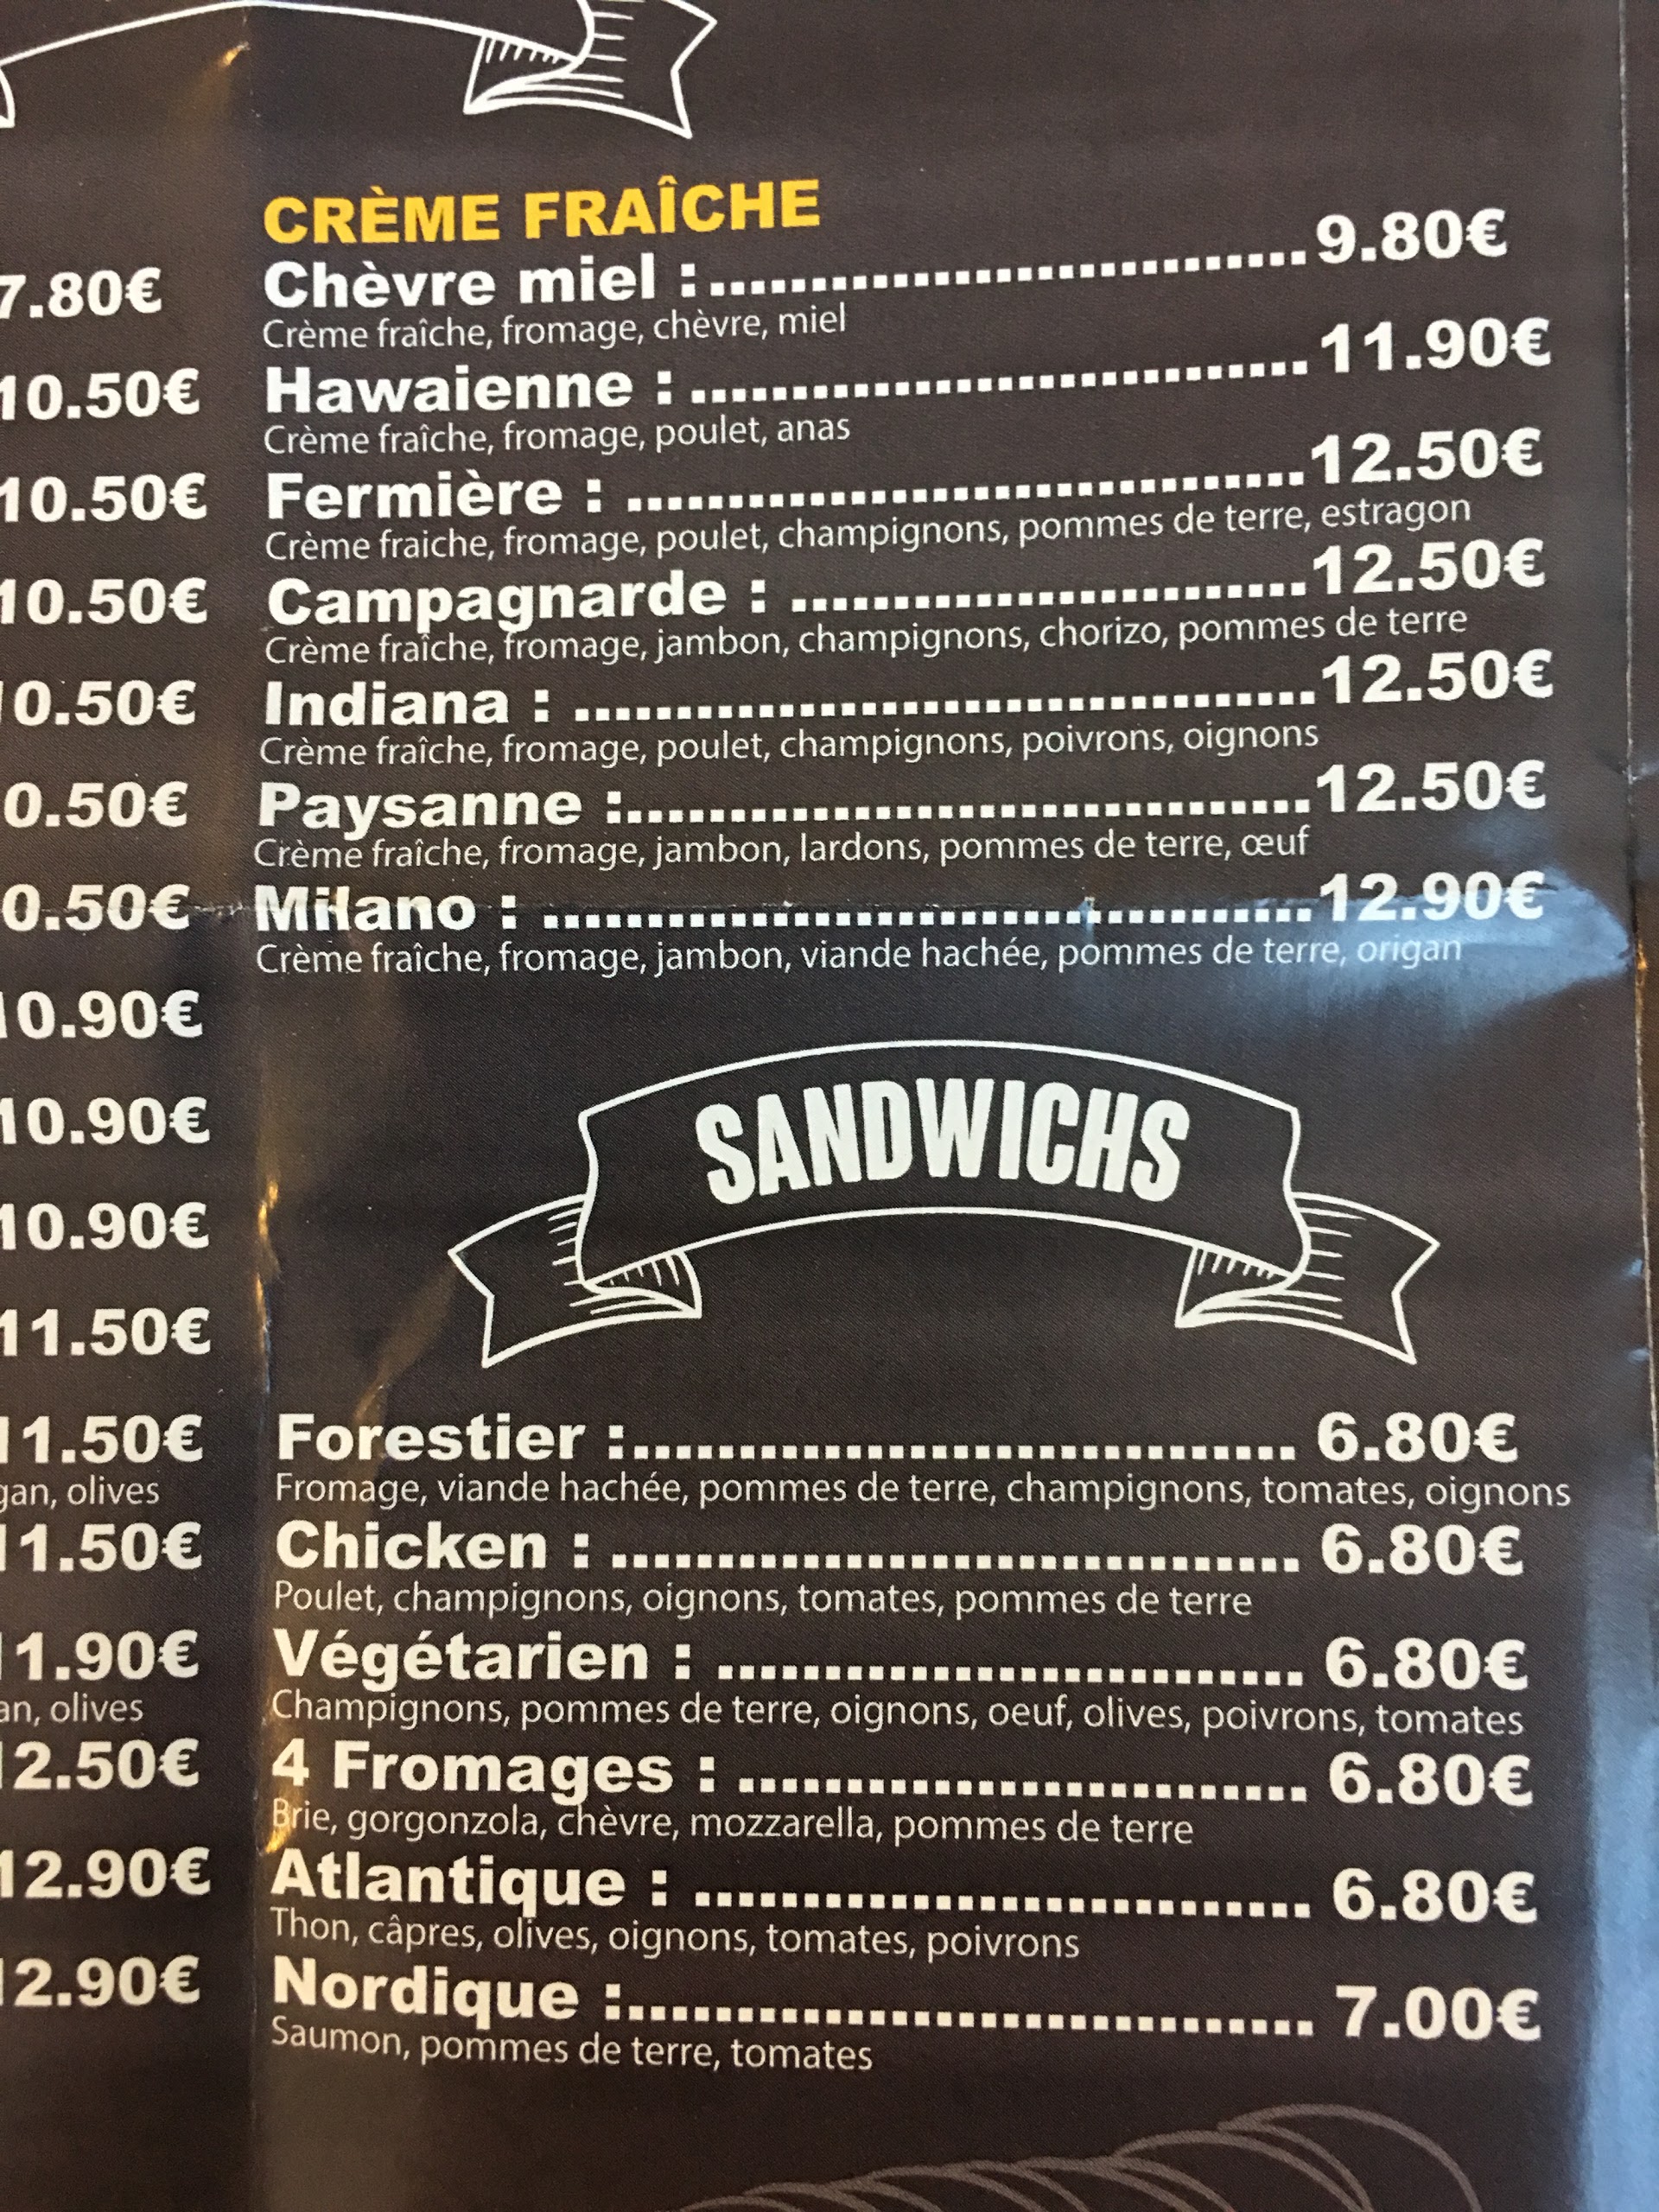 CRÈME FRAÎCHE
Chèvre miel :..............................9.80€
Crème fraîche, fromage, chèvre, miel
Hawaienne : ..............................11.90€
Crème fraîche, fromage, poulet, anas
Fermière : ..............................12.50€
Crème fraiche, fromage, poulet, champignons, pommes de terre, estragon
Campagnarde : ..............................12.50€
Crème fraîche, fromage, jambon, champignons, chorizo, pommes de terre
Indiana : ..............................12.50€
Crème fraîche, fromage, poulet, champignons, poivrons, oignons
Paysanne :..............................12.50€
Crème fraîche, fromage, jambon, lardons, pommes de terre, œuf
Milano : ..............................12.90€
Crème fraîche, fromage, jambon, viande hachée, pommes de terre, origan
SANDWICHS
Forestier :.............................. 6.80€
Fromage, viande hachée, pommes de terre, champignons, tomates, oignons
Chicken : .............................. 6.80€
Poulet, champignons, oignons, tomates, pommes de terre
Végétarien : .............................. 6.80€
Champignons, pommes de terre, oignons, oeuf, olives, poivrons, tomates
4 Fromages : .............................. 6.80€
Brie, gorgonzola, chèvre, mozzarella, pommes de terre
Atlantique : .............................. 6.80€
Thon, câpres, olives, oignons, tomates, poivrons
Nordique :.............................. 7.00€
Saumon, pommes de terre, tomates
7.80€
10.50€
10.50€
10.50€
10.50€
0.50€
0.50€
10.90€
10.90€
10.90€
11.50€
11.50€
olives
11.50€
11.90€
olives
12.50€
12.90€
12.90€